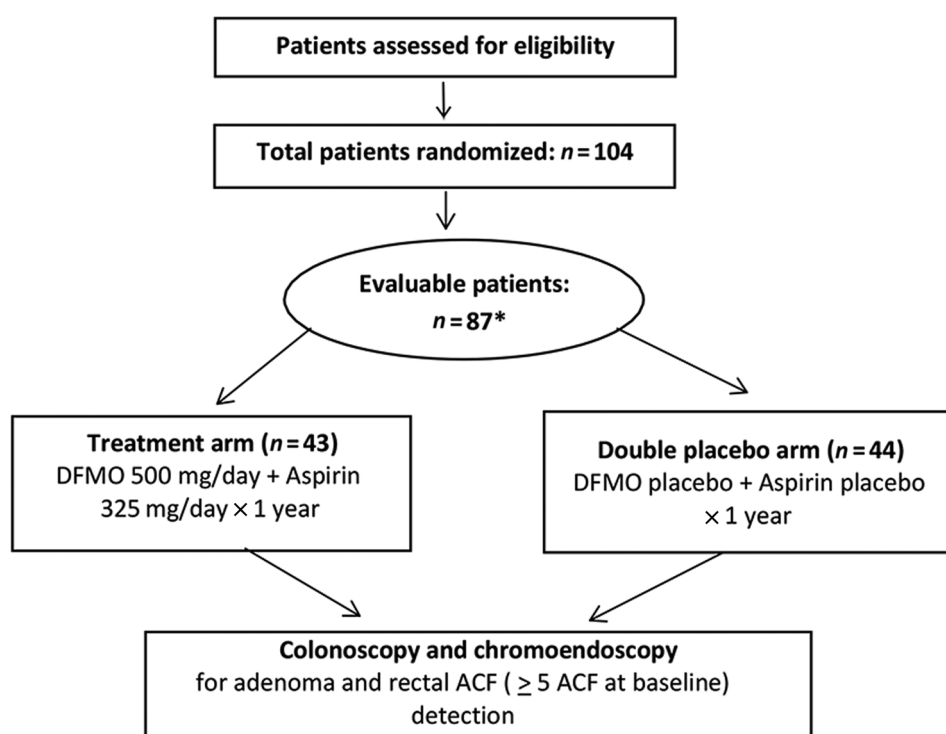 Patients assessed for eligibility
Total patients randomized: n = 104
Evaluable patients:
n = 87*
Treatment arm (n = 43)
DFMO 500 mg/day + Aspirin
325 mg/day × 1 year
Double placebo arm (n = 44)
DFMO placebo + Aspirin placebo
× 1 year
Colonoscopy and chromoendoscopy
for adenoma and rectal ACF ( ≥ 5 ACF at baseline)
detection